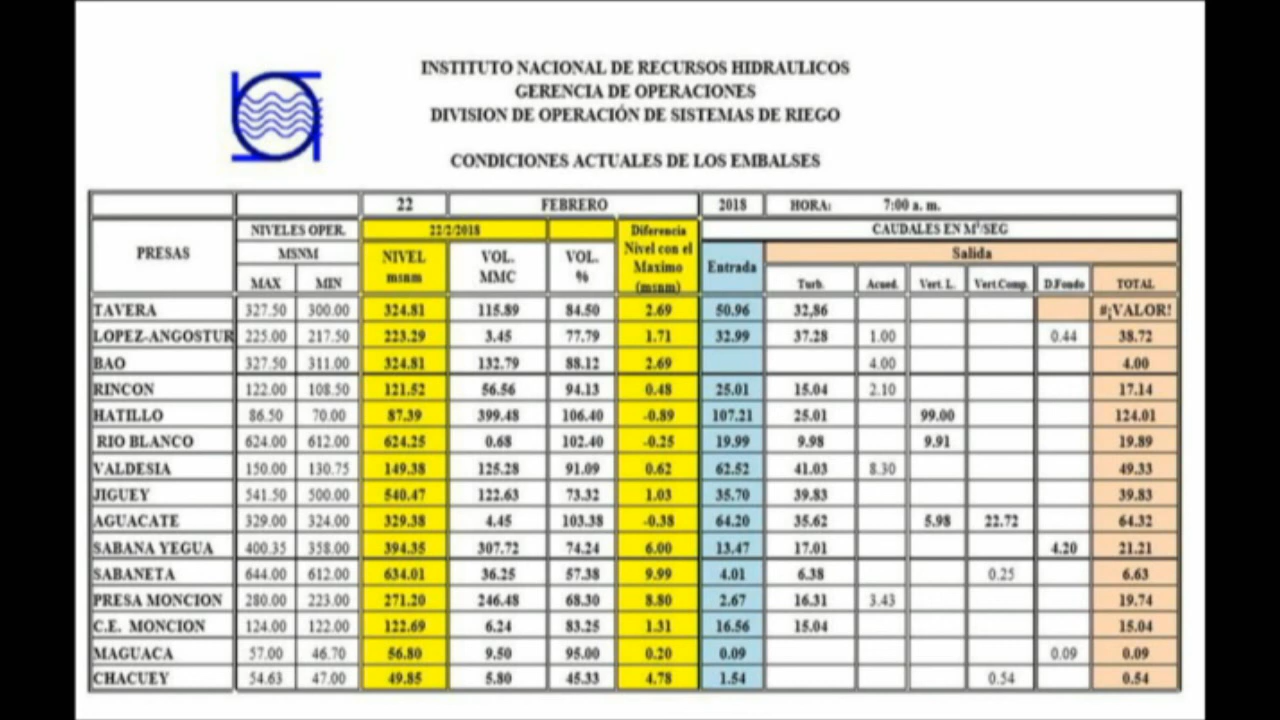 INSTITUTO NACIONAL DE RECURSOS HIDRAULICOS
GERENCIA DE OPERACIONES
DIVISION DE OPERACIÓN DE SISTEMAS DE RIEGO
CONDICIONES ACTUALES DE LOS EMBALSES
22 FEBRERO 2018 HORA: 7:00 a. m.
PRESAS NIVELES OPER. 22/2/2018 Diferencia Nivel con el Maximo (msnm) CAUDALES EN M³/SEG
MSNM NIVEL msnm VOL. MMC VOL. % Entrada Salida
MAX MIN Turb. Acued. Vert. L. Vert.Comp. D.Fondo TOTAL
TAVERA 327.50 300.00 324.81 115.89 84.50 2.69 50.96 32,86 #¡VALOR!
LOPEZ-ANGOSTUR 225.00 217.50 223.29 3.45 77.79 1.71 32.99 37.28 1.00 0.44 38.72
BAO 327.50 311.00 324.81 132.79 88.12 2.69 4.00 4.00
RINCON 122.00 108.50 121.52 56.56 94.13 0.48 25.01 15.04 2.10 17.14
HATILLO 86.50 70.00 87.39 399.48 106.40 -0.89 107.21 25.01 99.00 124.01
RIO BLANCO 624.00 612.00 624.25 0.68 102.40 -0.25 19.99 9.98 9.91 19.89
VALDESIA 150.00 130.75 149.38 125.28 91.09 0.62 62.52 41.03 8.30 49.33
JIGUEY 541.50 500.00 540.47 122.63 73.32 1.03 35.70 39.83 39.83
AGUACATE 329.00 324.00 329.38 4.45 103.38 -0.38 64.20 35.62 5.98 22.72 64.32
SABANA YEGUA 400.35 358.00 394.35 307.72 74.24 6.00 13.47 17.01 4.20 21.21
SABANETA 644.00 612.00 634.01 36.25 57.38 9.99 4.01 6.38 0.25 6.63
PRESA MONCION 280.00 223.00 271.20 246.48 68.30 8.80 2.67 16.31 3.43 19.74
C.E. MONCION 124.00 122.00 122.69 6.24 83.25 1.31 16.56 15.04 15.04
MAGUACA 57.00 46.70 56.80 9.50 95.00 0.20 0.09 0.09 0.09
CHACUEY 54.63 47.00 49.85 5.80 45.33 4.78 1.54 0.54 0.54